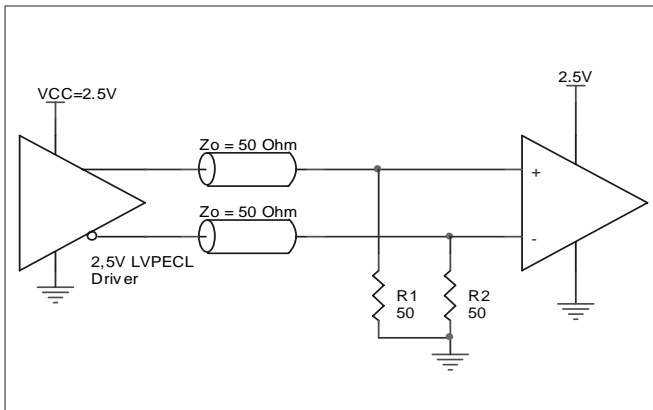 VCC=2.5V
2.5V
Zo = 50 Ohm
+
Zo = 50 Ohm
-
2,5V LVPECL
Driver
R1
50
R2
50